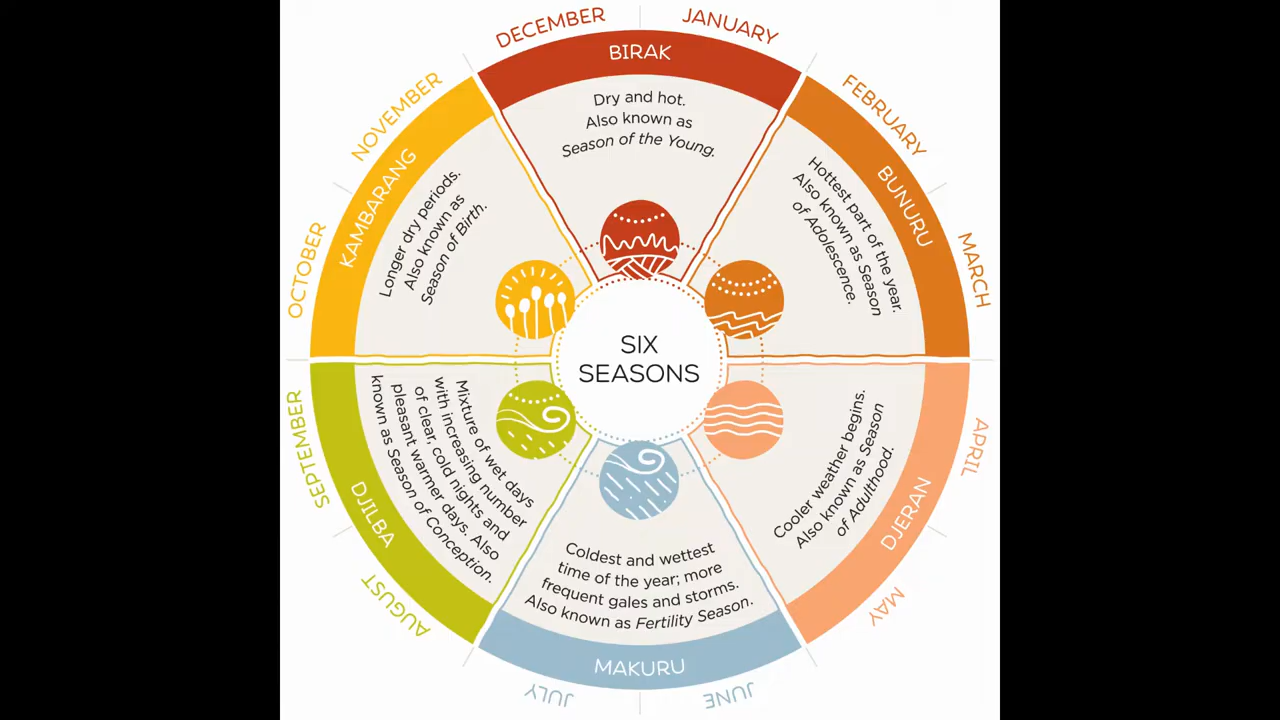 SIX
SEASONS
DECEMBER
JANUARY
BIRAK
Dry and hot.
Also known as
Season of the Young.
FEBRUARY
MARCH
BUNURU
Hottest part of the year.
Also known as Season
of Adolescence.
APRIL
MAY
DJERAN
Cooler weather begins.
Also known as Season
of Adulthood.
JUNE
JULY
MAKURU
Coldest and wettest
time of the year; more
frequent gales and storms.
Also known as Fertility Season.
AUGUST
SEPTEMBER
DJILBA
Mixture of wet days
with increasing number
of clear, cold nights and
pleasant warmer days. Also
known as Season of Conception.
OCTOBER
NOVEMBER
KAMBARANG
Longer dry periods.
Also known as
Season of Birth.